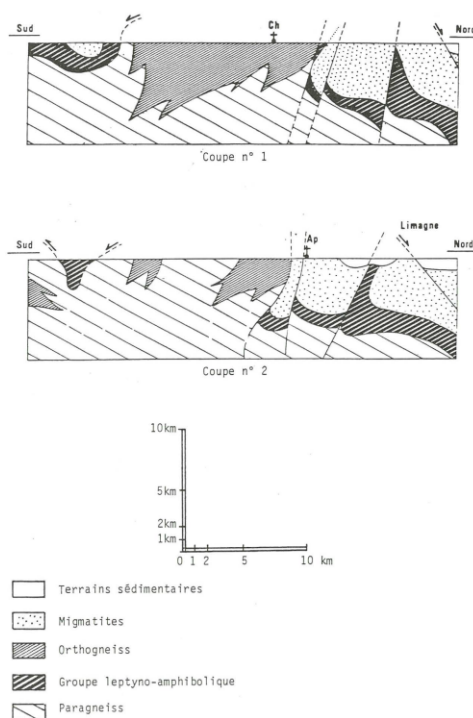 Sud Ch Nord
Coupe n° 1
Sud Ap Limagne Nord
Coupe n° 2
10km
5km
2km
1km
0 1 2 5 10 km
Terrains sédimentaires
Migmatites
Orthogneiss
Groupe leptyno-amphibolique
Paragneiss